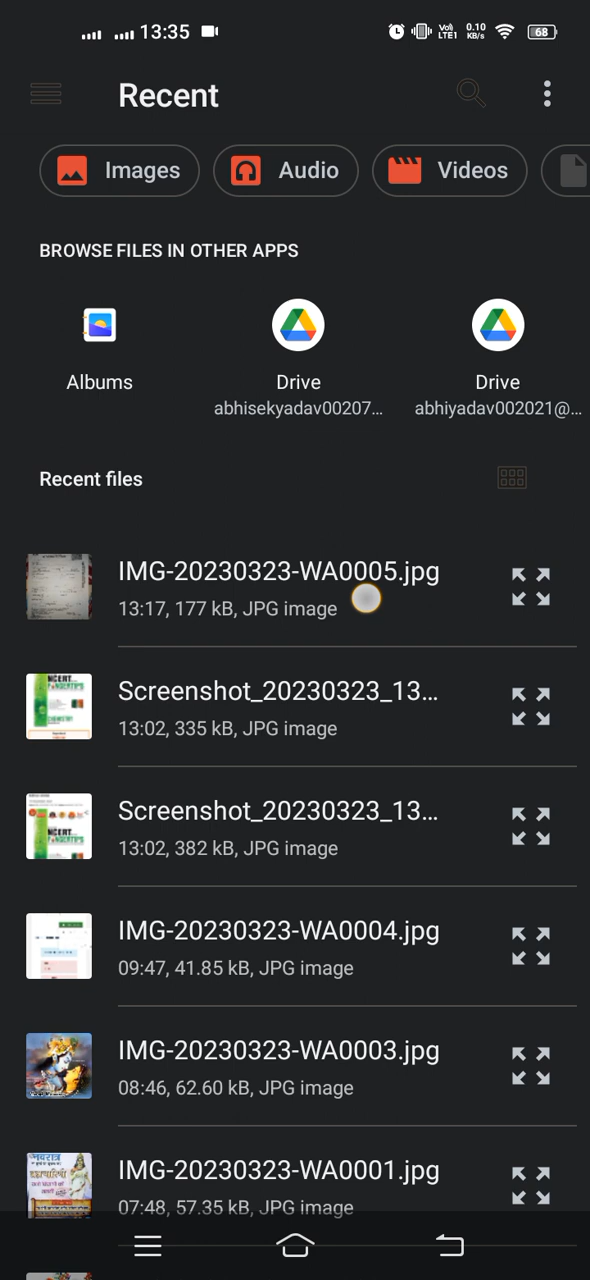 13:35 Vo) LTE1 0.10 KB/s 68
Recent
Images Audio Videos
BROWSE FILES IN OTHER APPS
Albums Drive Drive
abhisekyadav00207... abhiyadav002021@...
Recent files
IMG-20230323-WA0005.jpg
13:17, 177 kB, JPG image
Screenshot_20230323_13...
13:02, 335 kB, JPG image
Screenshot_20230323_13...
13:02, 382 kB, JPG image
IMG-20230323-WA0004.jpg
09:47, 41.85 kB, JPG image
IMG-20230323-WA0003.jpg
08:46, 62.60 kB, JPG image
IMG-20230323-WA0001.jpg
07:48, 57.35 kB, JPG image